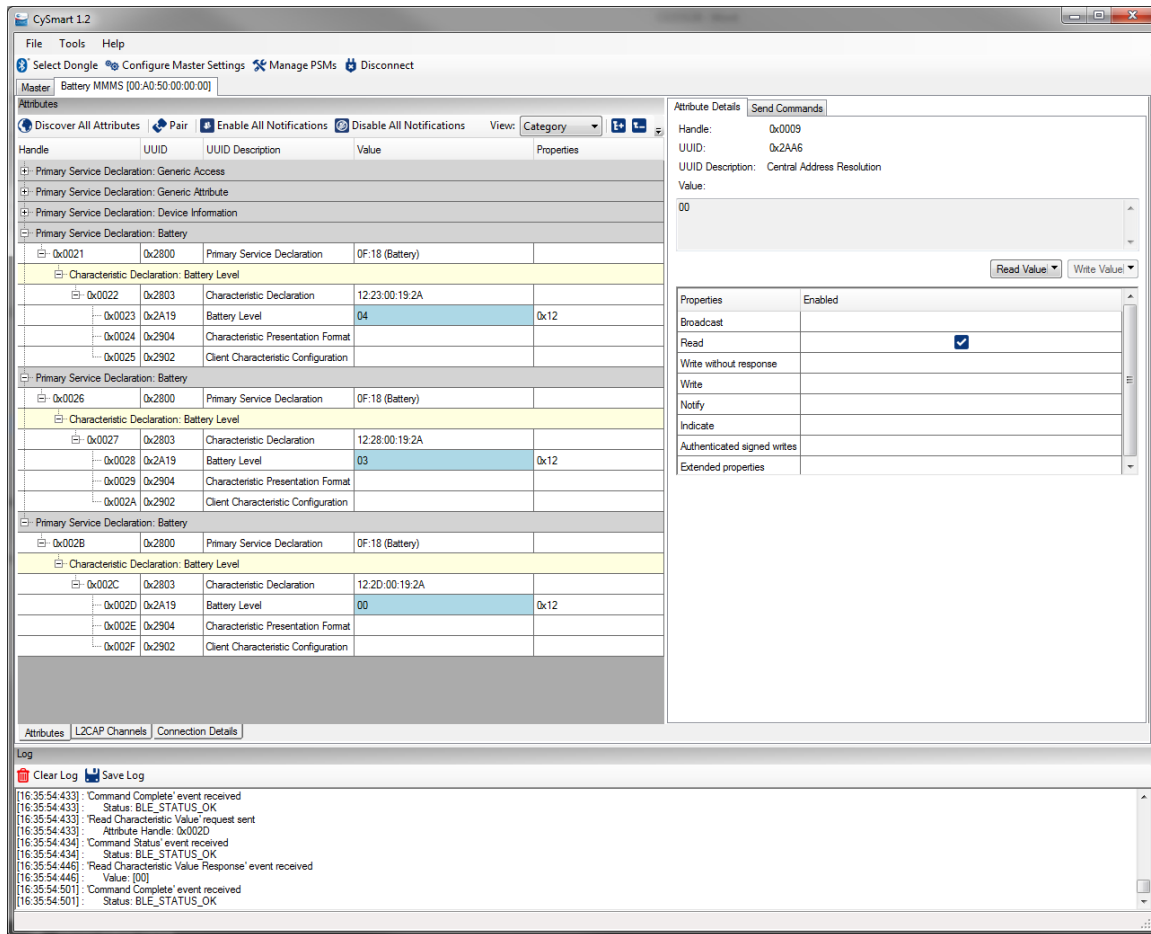 CySmart 1.2
File Tools Help
Select Dongle Configure Master Settings Manage PSMs Disconnect
Master Battery MMMS [00:A0:50:00:00:00]
Attributes
Discover All Attributes Pair Enable All Notifications Disable All Notifications View: Category
Handle UUID UUID Description Value Properties
Primary Service Declaration: Generic Access
Primary Service Declaration: Generic Attribute
Primary Service Declaration: Device Information
Primary Service Declaration: Battery
0x0021 0x2800 Primary Service Declaration 0F:18 (Battery)
Characteristic Declaration: Battery Level
0x0022 0x2803 Characteristic Declaration 12:23:00:19:2A
0x0023 0x2A19 Battery Level 04 0x12
0x0024 0x2904 Characteristic Presentation Format
0x0025 0x2902 Client Characteristic Configuration
Primary Service Declaration: Battery
0x0026 0x2800 Primary Service Declaration 0F:18 (Battery)
Characteristic Declaration: Battery Level
0x0027 0x2803 Characteristic Declaration 12:28:00:19:2A
0x0028 0x2A19 Battery Level 03 0x12
0x0029 0x2904 Characteristic Presentation Format
0x002A 0x2902 Client Characteristic Configuration
Primary Service Declaration: Battery
0x002B 0x2800 Primary Service Declaration 0F:18 (Battery)
Characteristic Declaration: Battery Level
0x002C 0x2803 Characteristic Declaration 12:2D:00:19:2A
0x002D 0x2A19 Battery Level 00 0x12
0x002E 0x2904 Characteristic Presentation Format
0x002F 0x2902 Client Characteristic Configuration
Attributes L2CAP Channels Connection Details
Attribute Details Send Commands
Handle: 0x0009
UUID: 0x2AA6
UUID Description: Central Address Resolution
Value:
00
Read Value Write Value
Properties Enabled
Broadcast
Read
Write without response
Write
Notify
Indicate
Authenticated signed writes
Extended properties
Log
Clear Log Save Log
[16:35:54:433] : 'Command Complete' event received
[16:35:54:433] : Status: BLE_STATUS_OK
[16:35:54:433] : 'Read Characteristic Value' request sent
[16:35:54:433] : Attribute Handle: 0x002D
[16:35:54:434] : 'Command Status' event received
[16:35:54:434] : Status: BLE_STATUS_OK
[16:35:54:446] : 'Read Characteristic Value Response' event received
[16:35:54:446] : Value: [00]
[16:35:54:501] : 'Command Complete' event received
[16:35:54:501] : Status: BLE_STATUS_OK